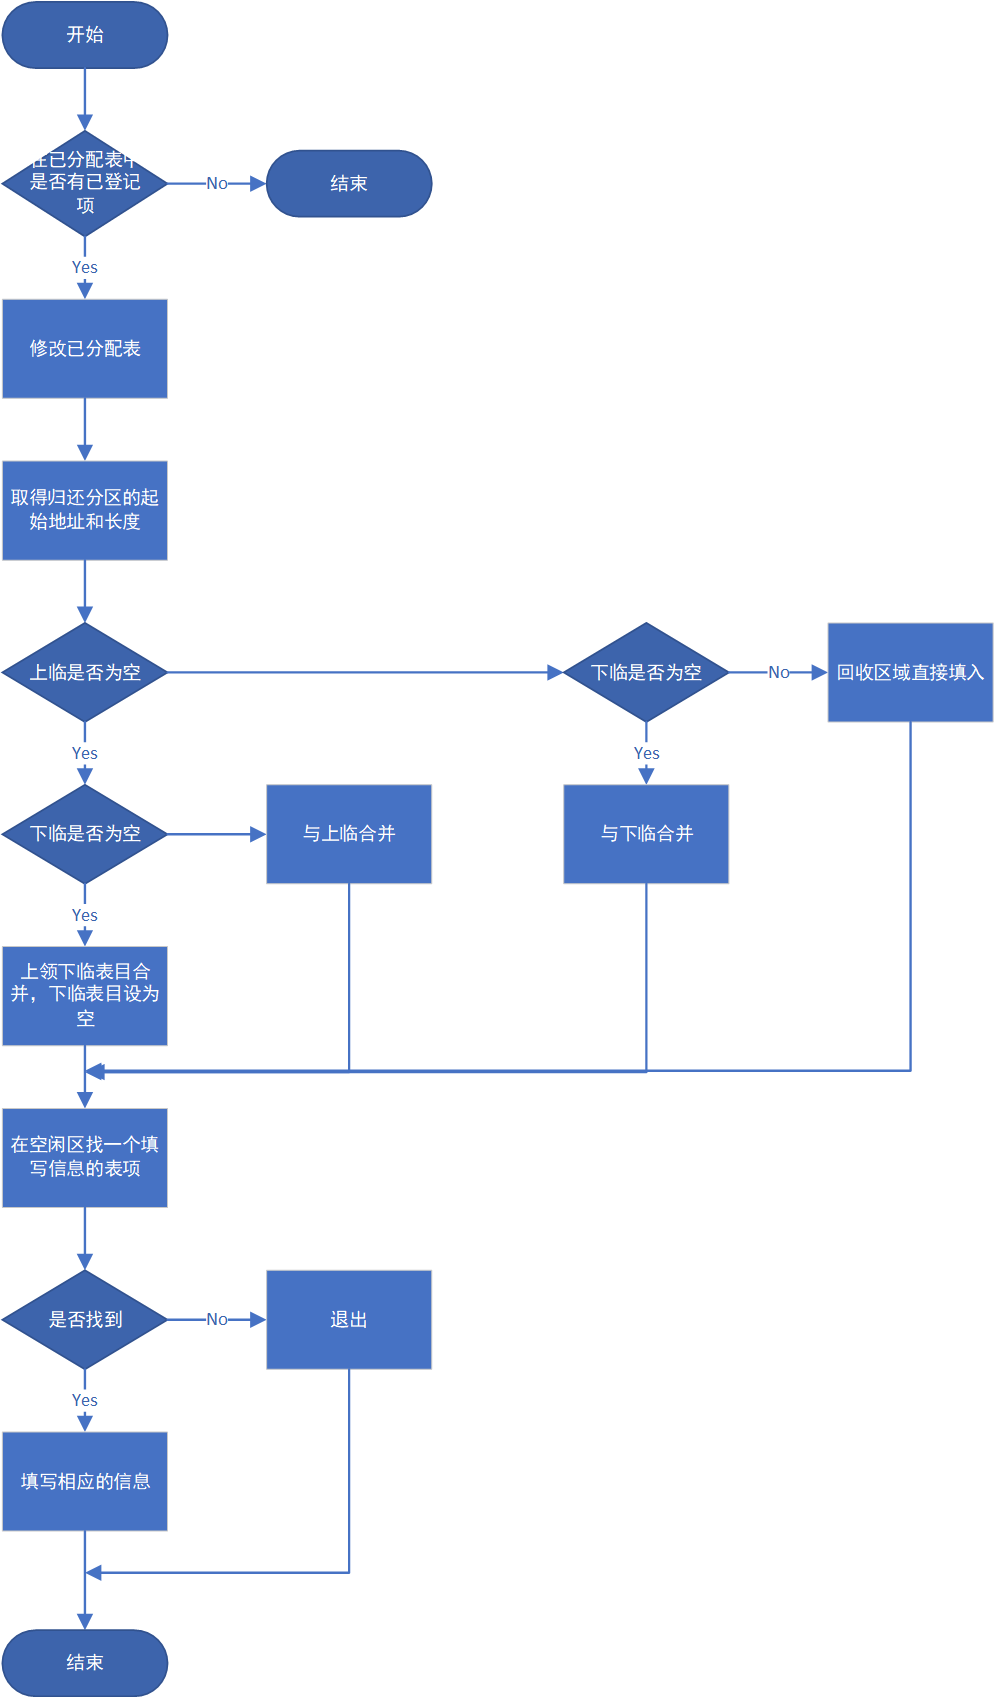 开始
在已分配表中
是否有已登记
项
No
结束
Yes
修改已分配表
取得归还分区的起
始地址和长度
上临是否为空
下临是否为空
No
回收区域直接填入
Yes
Yes
下临是否为空
与上临合并
与下临合并
Yes
上领下临表目合
并，下临表目设为
空
在空闲区找一个填
写信息的表项
是否找到
No
退出
Yes
填写相应的信息
结束